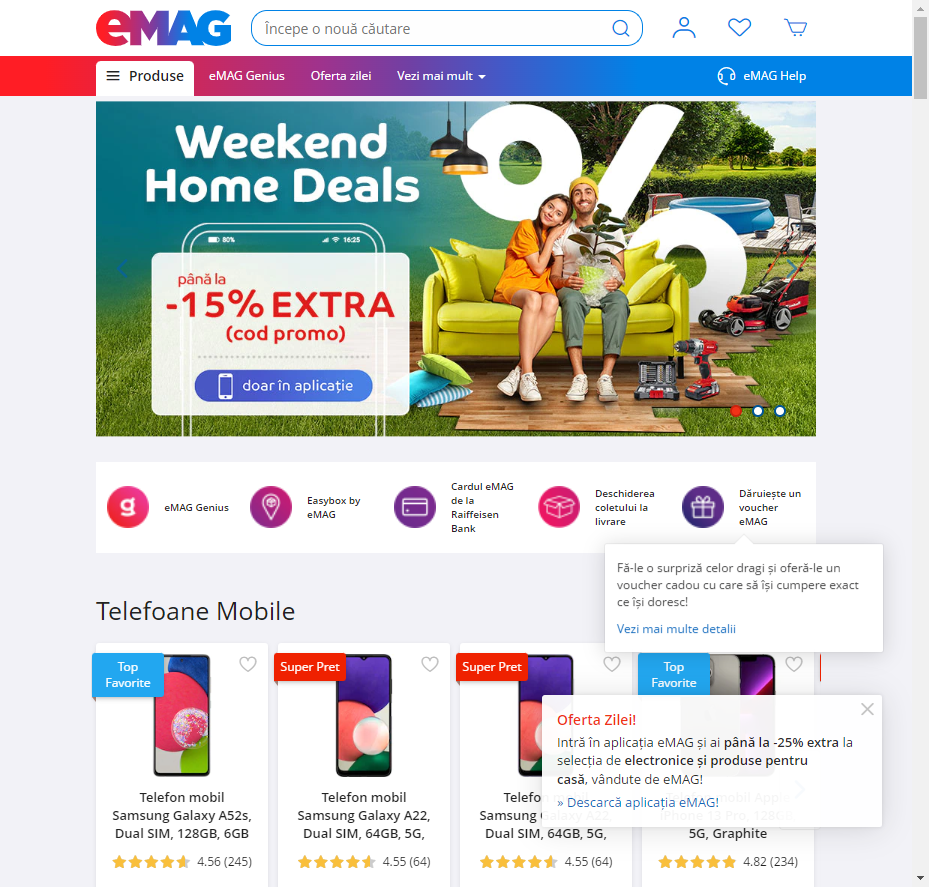 eMAG
Începe o nouă căutare
Produse
eMAG Genius
Oferta zilei
Vezi mai mult
eMAG Help
Weekend
Home Deals
80%
16:25
până la
-15% EXTRA
(cod promo)
doar în aplicație
eMAG Genius
Easybox by
eMAG
Cardul eMAG
de la
Raiffeisen
Bank
Deschiderea
coletului la
livrare
Dăruiește un
voucher
eMAG
Fă-le o surpriză celor dragi și oferă-le un
voucher cadou cu care să își cumpere exact
ce își doresc!
Vezi mai multe detalii
Telefoane Mobile
Top
Favorite
Super Pret
Super Pret
Top
Favorite
Oferta Zilei!
Intră în aplicația eMAG și ai până la -25% extra la
selecția de electronice și produse pentru
casă, vândute de eMAG!
» Descarcă aplicația eMAG!
Telefon mobil
Samsung Galaxy A52s,
Dual SIM, 128GB, 6GB
4.56 (245)
Telefon mobil
Samsung Galaxy A22,
Dual SIM, 64GB, 5G,
4.55 (64)
Telefon mobil
Samsung Galaxy A22,
Dual SIM, 64GB, 5G,
4.55 (64)
Telefon mobil Apple
iPhone 13 Pro, 128GB,
5G, Graphite
4.82 (234)